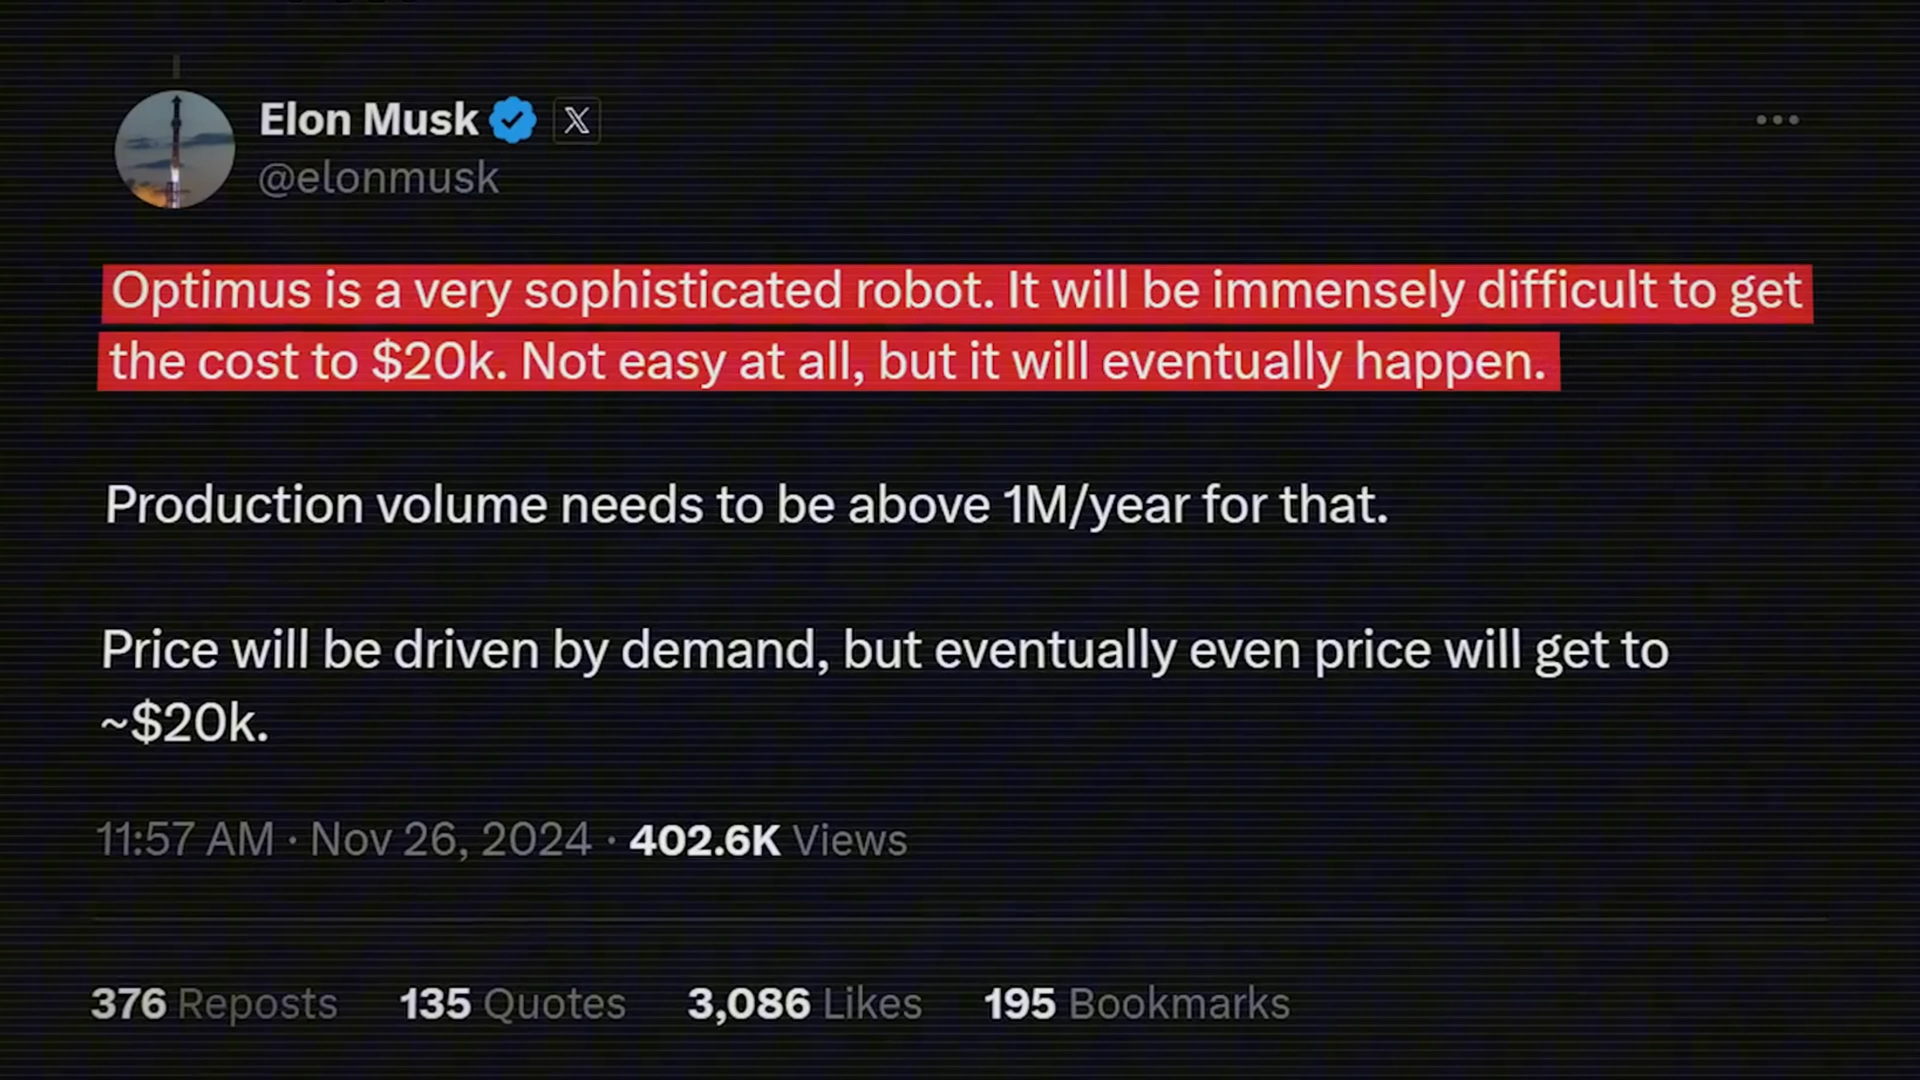 Elon Musk X
@elonmusk
Optimus is a very sophisticated robot. It will be immensely difficult to get
the cost to $20k. Not easy at all, but it will eventually happen.
Production volume needs to be above 1M/year for that.
Price will be driven by demand, but eventually even price will get to
~$20k.
11:57 AM · Nov 26, 2024 · 402.6K Views
376 Reposts 135 Quotes 3,086 Likes 195 Bookmarks